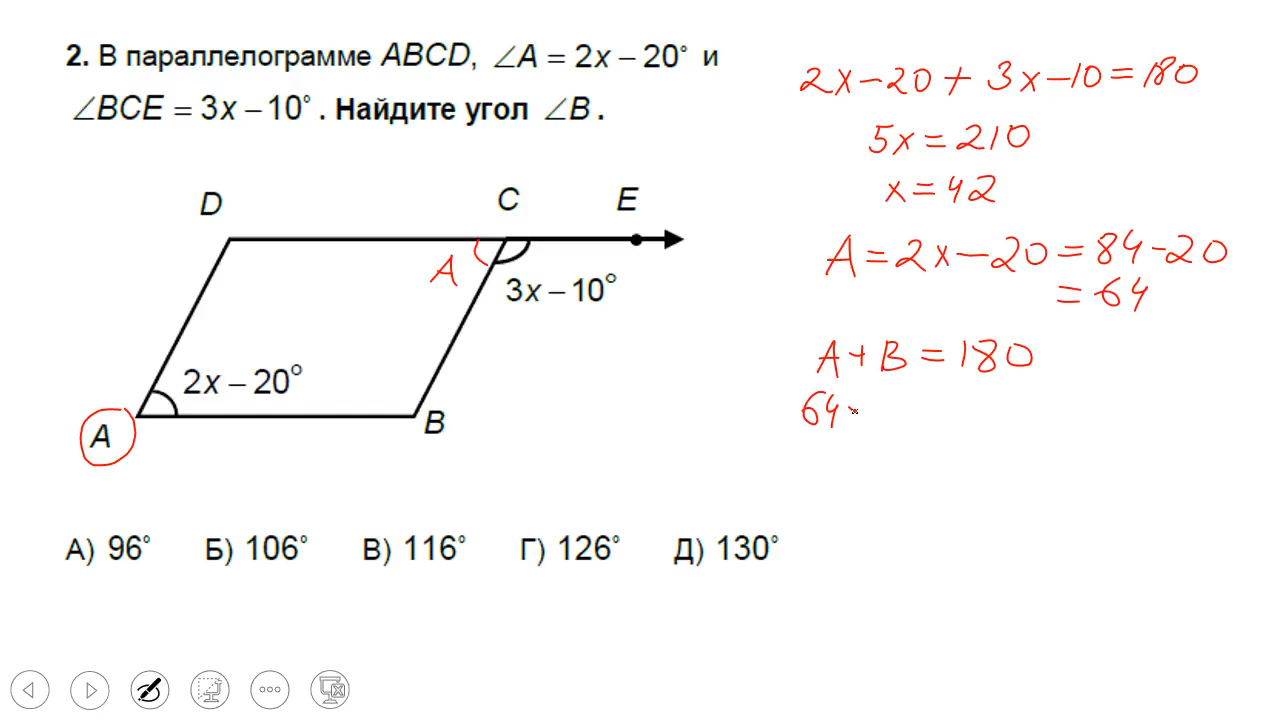 2. В параллелограмме ABCD, ∠A = 2x – 20° и
∠BCE = 3x – 10°. Найдите угол ∠B.
D
C
E
A
3x – 10°
2x – 20°
A
B
А) 96° Б) 106° В) 116° Г) 126° Д) 130°
2x – 20 + 3x – 10 = 180
5x = 210
x = 42
A = 2x – 20 = 84 - 20
= 64
A + B = 180
64